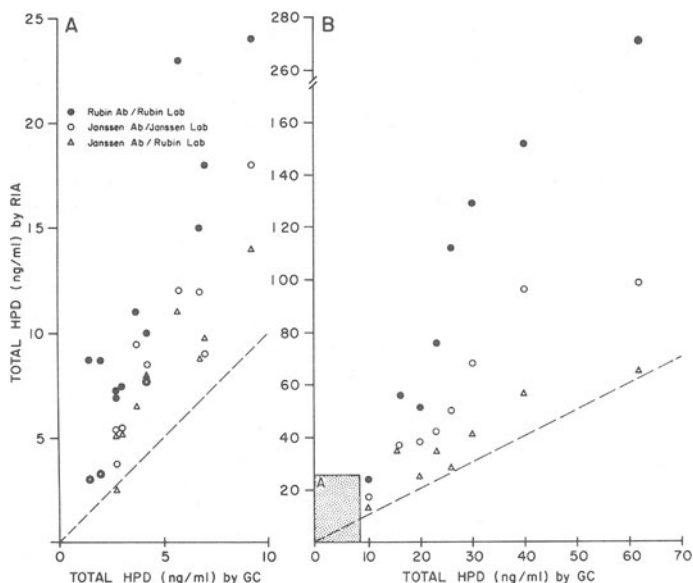 A
25
20
15
10
5
0
5
10
TOTAL HPD (ng/ml) by RIA
TOTAL HPD (ng/ml) by GC
● Rubin Ab/Rubin Lab
○ Janssen Ab/Janssen Lab
△ Janssen Ab/Rubin Lab
B
280
260
160
140
120
100
80
60
40
20
A
0
10
20
30
40
50
60
70
TOTAL HPD (ng/ml) by GC